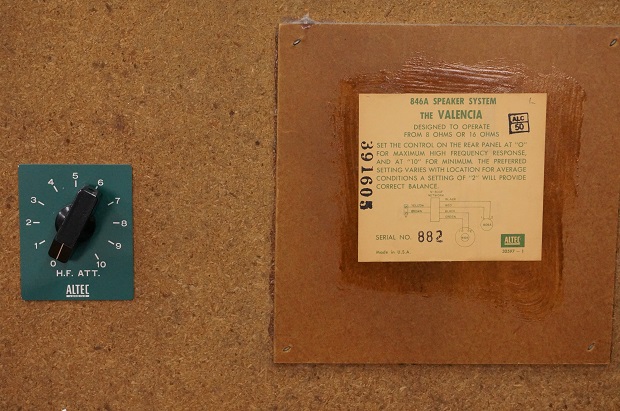 5
4
6
3
7
2
8
1
9
0
10
H.F. ATT.
ALTEC
846A SPEAKER SYSTEM
THE VALENCIA
DESIGNED TO OPERATE
FROM 8 OHMS OR 16 OHMS
ALC
50
SET THE CONTROL ON THE REAR PANEL AT "O"
FOR MAXIMUM HIGH FREQUENCY RESPONSE,
AND AT "10" FOR MINIMUM. THE PREFERRED
SETTING VARIES WITH LOCATION FOR AVERAGE
CONDITIONS A SETTING OF "2" WILL PROVIDE
CORRECT BALANCE.
391605
SERIAL NO. 882
Made in U.S.A.
ALTEC